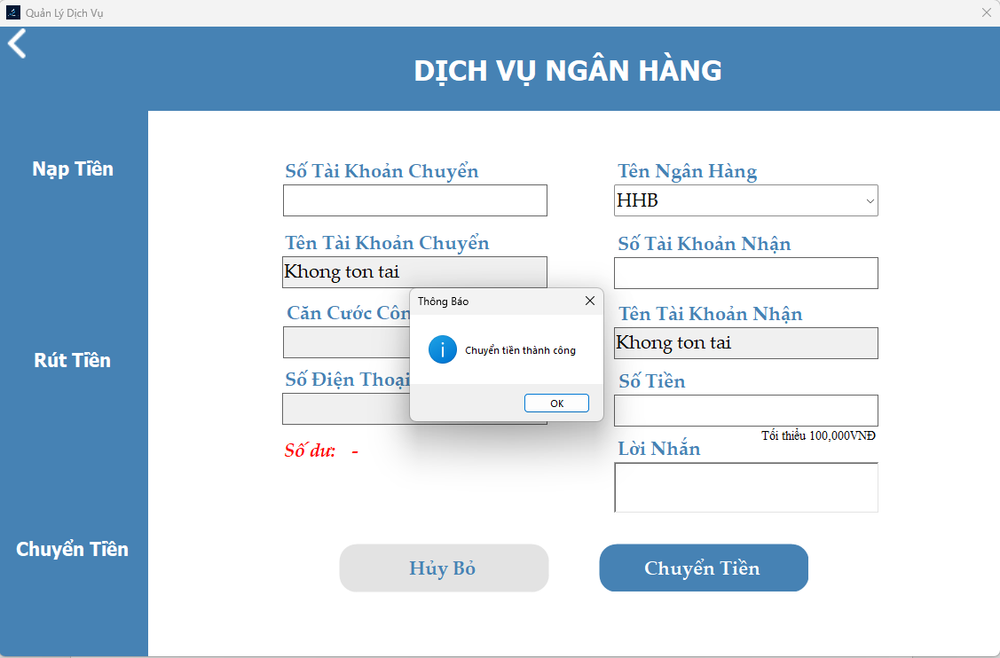 Quản Lý Dịch Vụ
DỊCH VỤ NGÂN HÀNG
Nạp Tiền
Rút Tiền
Chuyển Tiền
Số Tài Khoản Chuyển
Tên Tài Khoản Chuyển
Khong ton tai
Căn Cước Côn
Số Điện Thoại
Số dư: -
Tên Ngân Hàng
HHB
Số Tài Khoản Nhận
Tên Tài Khoản Nhận
Khong ton tai
Số Tiền
Tối thiểu 100,000VNĐ
Lời Nhắn
Thông Báo
Chuyển tiền thành công
OK
Hủy Bỏ
Chuyển Tiền